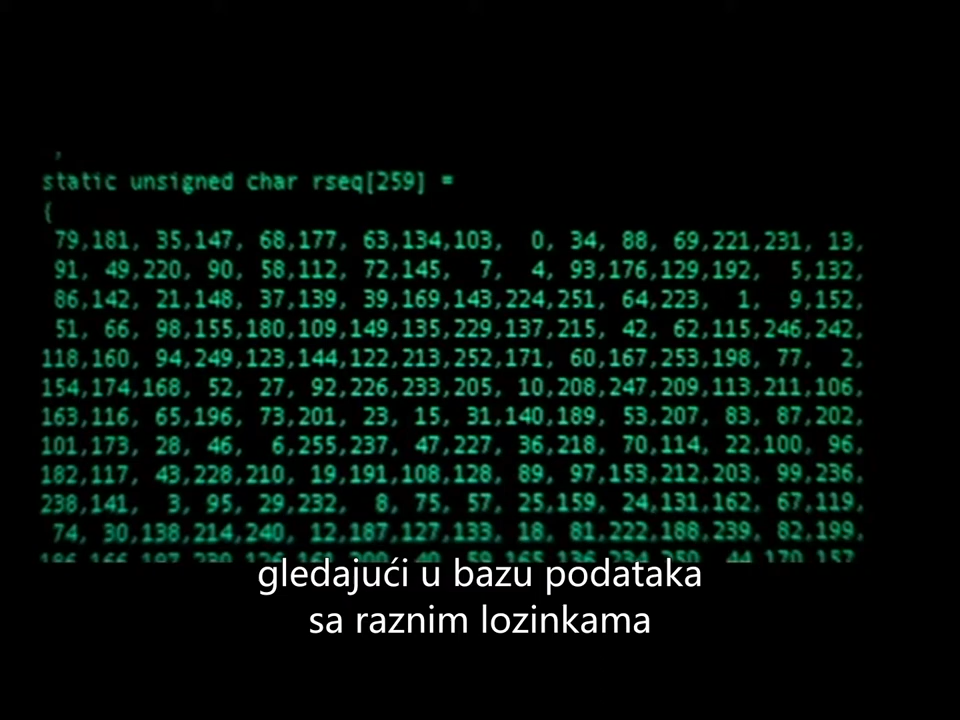 static unsigned char rseq[259] =
{
79,181, 35,147, 68,177, 63,134,103, 0, 34, 88, 69,221,231, 13,
91, 49,220, 90, 58,112, 72,145, 7, 4, 93,176,129,192, 5,132,
86,142, 21,148, 37,139, 39,169,143,224,251, 64,223, 1, 9,152,
51, 66, 98,155,180,109,149,135,229,137,215, 42, 62,115,246,242,
118,160, 94,249,123,144,122,213,252,171, 60,167,253,198, 77, 2,
154,174,168, 52, 27, 92,226,233,205, 10,208,247,209,113,211,106,
163,116, 65,196, 73,201, 23, 15, 31,140,189, 53,207, 83, 87,202,
101,173, 28, 46, 6,255,237, 47,227, 36,218, 70,114, 22,100, 96,
182,117, 43,228,210, 19,191,108,128, 89, 97,153,212,203, 99,236,
238,141, 3, 95, 29,232, 8, 75, 57, 25,159, 24,131,162, 67,119,
74, 30,138,214,240, 12,187,127,133, 18, 81,222,188,239, 82,199,
gledajući u bazu podataka
sa raznim lozinkama